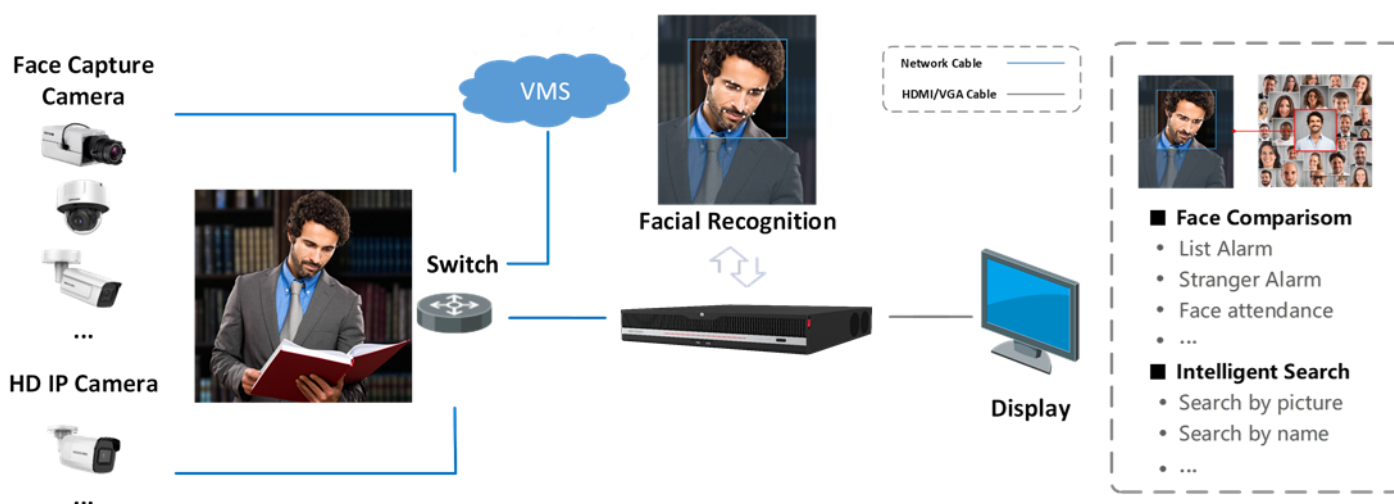 Face Capture
Camera
...
HD IP Camera
...
VMS
Switch
Facial Recognition
Network Cable
HDMI/VGA Cable
Display
■ Face Comparisom
• List Alarm
• Stranger Alarm
• Face attendance
• ...
■ Intelligent Search
• Search by picture
• Search by name
• ...